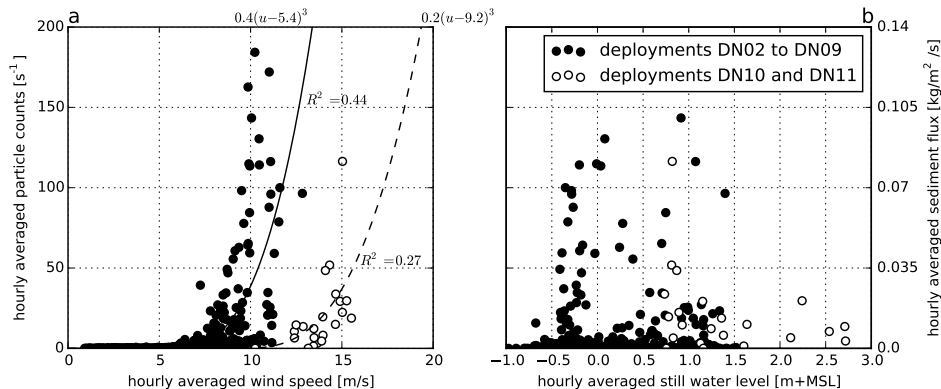 a
0.4(u−5.4)³
0.2(u−9.2)³
b
200
150
100
50
0
hourly averaged particle counts [s⁻¹]
R² =0.44
R² =0.27
0
5
10
15
20
hourly averaged wind speed [m/s]
deployments DN02 to DN09
deployments DN10 and DN11
0.14
0.105
0.07
0.035
0.0
hourly averaged sediment flux [kg/m² /s]
−1.0
−0.5
0.0
0.5
1.0
1.5
2.0
2.5
3.0
hourly averaged still water level [m+MSL]